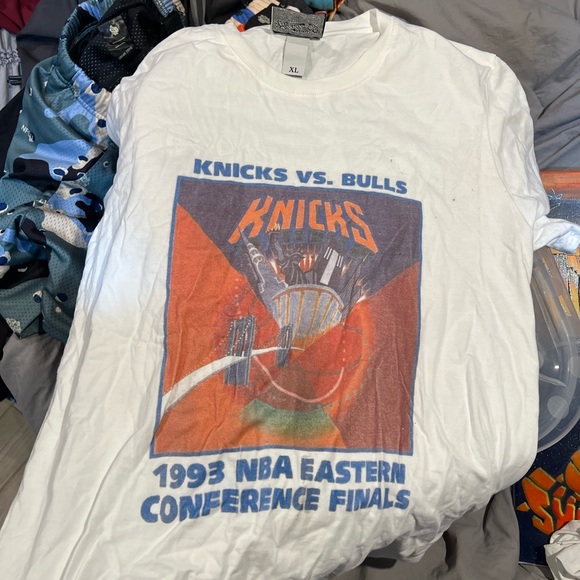 XL
KNICKS VS. BULLS
KNICKS
1993 NBA EASTERN
CONFERENCE FINALS